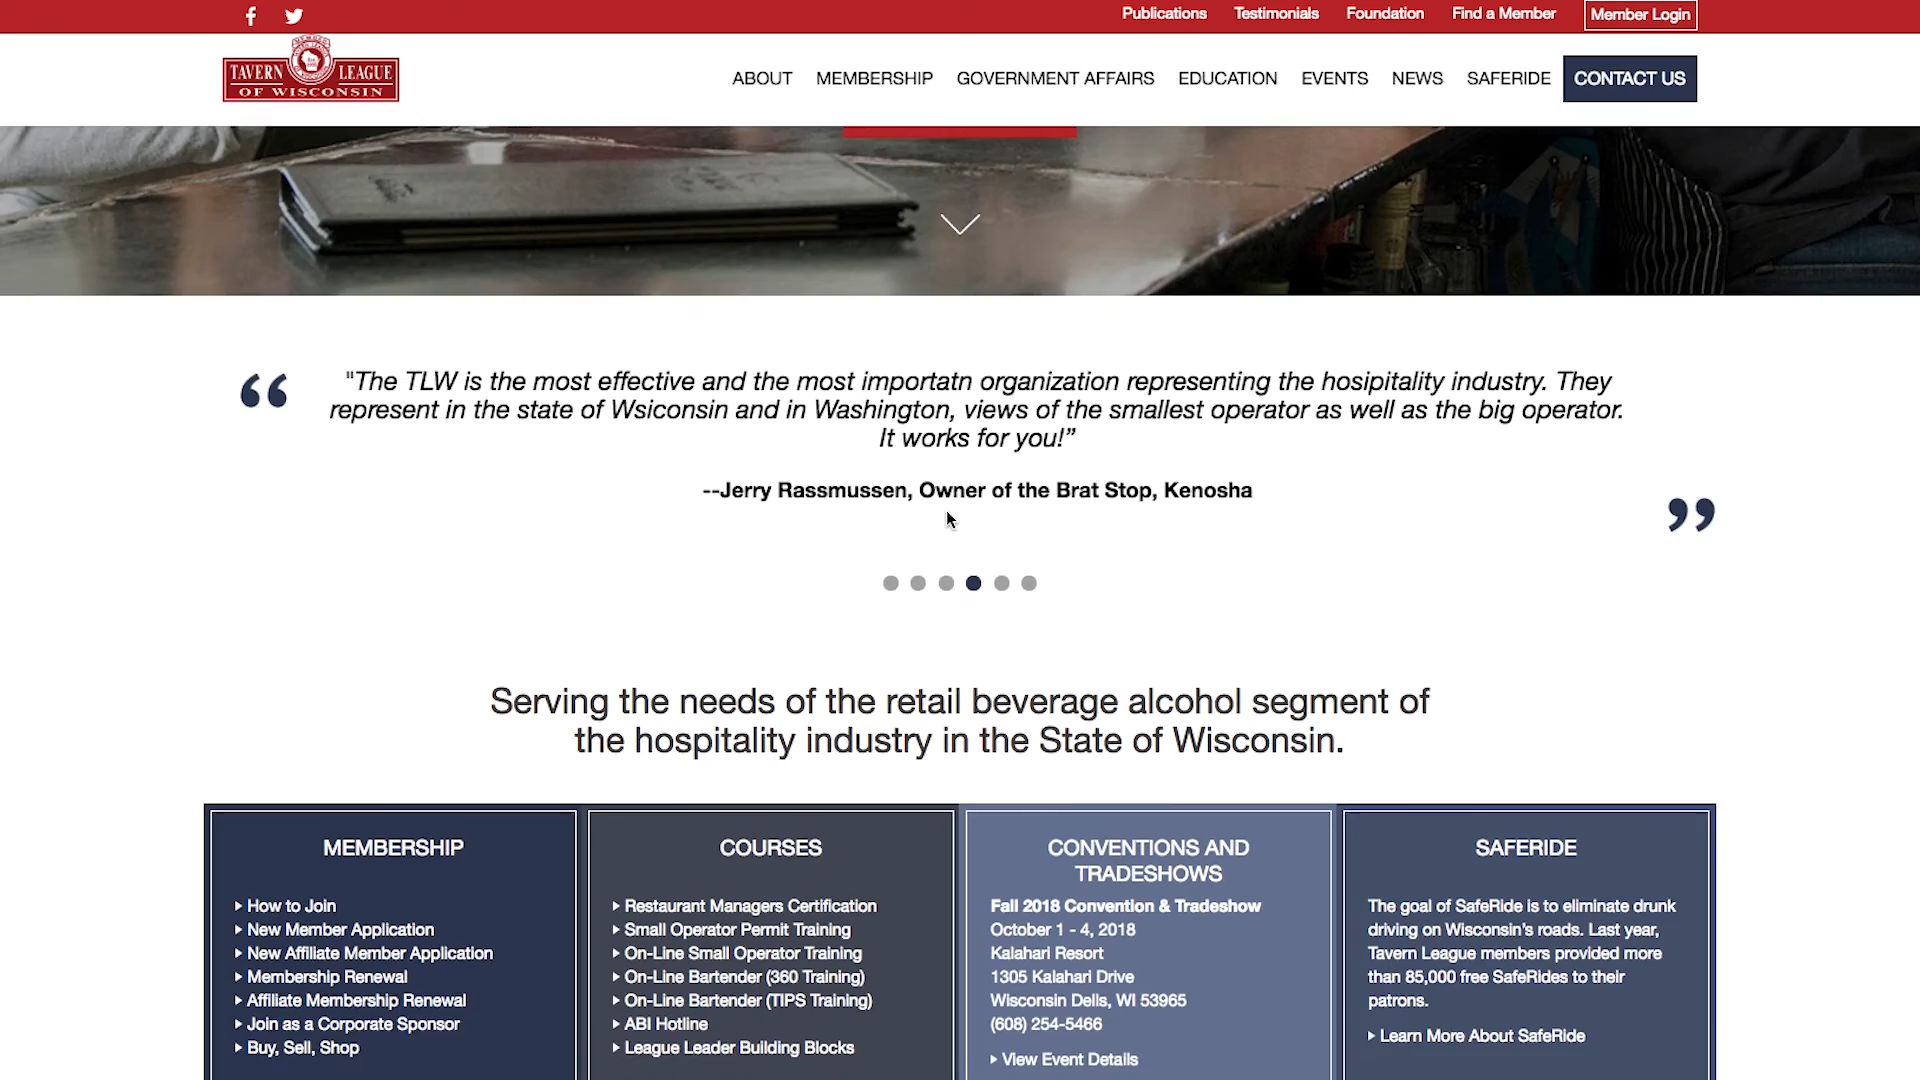 Publications Testimonials Foundation Find a Member Member Login
TAVERN LEAGUE
OF WISCONSIN
ABOUT MEMBERSHIP GOVERNMENT AFFAIRS EDUCATION EVENTS NEWS SAFERIDE CONTACT US
"The TLW is the most effective and the most importatn organization representing the hosipitality industry. They
represent in the state of Wsiconsin and in Washington, views of the smallest operator as well as the big operator.
It works for you!”
--Jerry Rassmussen, Owner of the Brat Stop, Kenosha
Serving the needs of the retail beverage alcohol segment of
the hospitality industry in the State of Wisconsin.
MEMBERSHIP
How to Join
New Member Application
New Affiliate Member Application
Membership Renewal
Affiliate Membership Renewal
Join as a Corporate Sponsor
Buy, Sell, Shop
COURSES
Restaurant Managers Certification
Small Operator Permit Training
On-Line Small Operator Training
On-Line Bartender (360 Training)
On-Line Bartender (TIPS Training)
ABI Hotline
League Leader Building Blocks
CONVENTIONS AND
TRADESHOWS
Fall 2018 Convention & Tradeshow
October 1 - 4, 2018
Kalahari Resort
1305 Kalahari Drive
Wisconsin Dells, WI 53965
(608) 254-5466
View Event Details
SAFERIDE
The goal of SafeRide is to eliminate drunk
driving on Wisconsin's roads. Last year,
Tavern League members provided more
than 85,000 free SafeRides to their
patrons.
Learn More About SafeRide